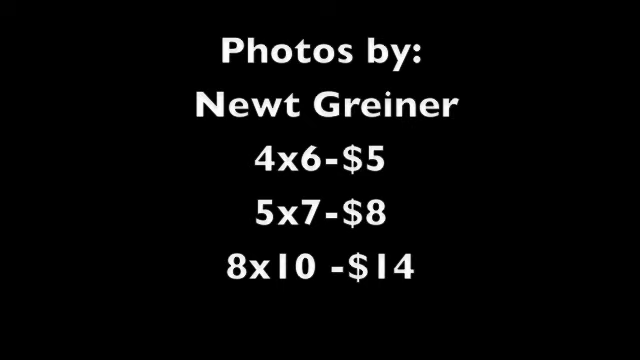 Photos by:
Newt Greiner
4x6-$5
5x7-$8
8x10 -$14